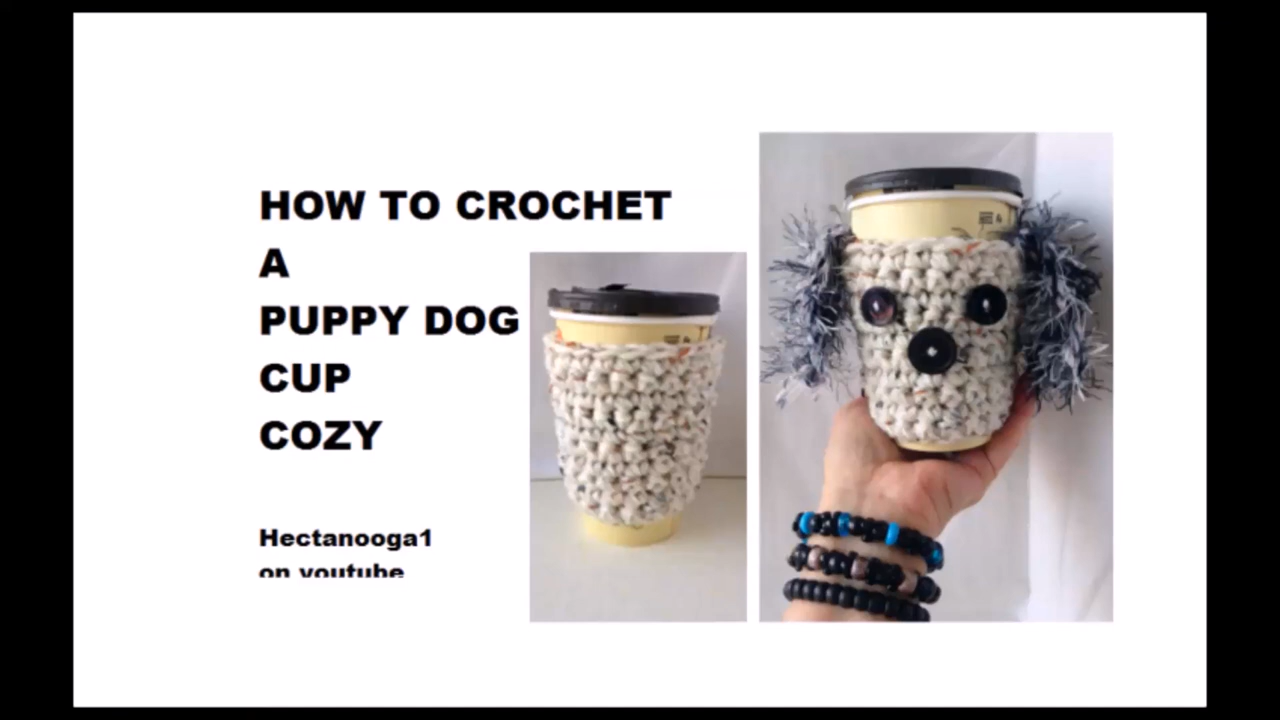 HOW TO CROCHET
A
PUPPY DOG
CUP
COZY
Hectanooga1
on youtube